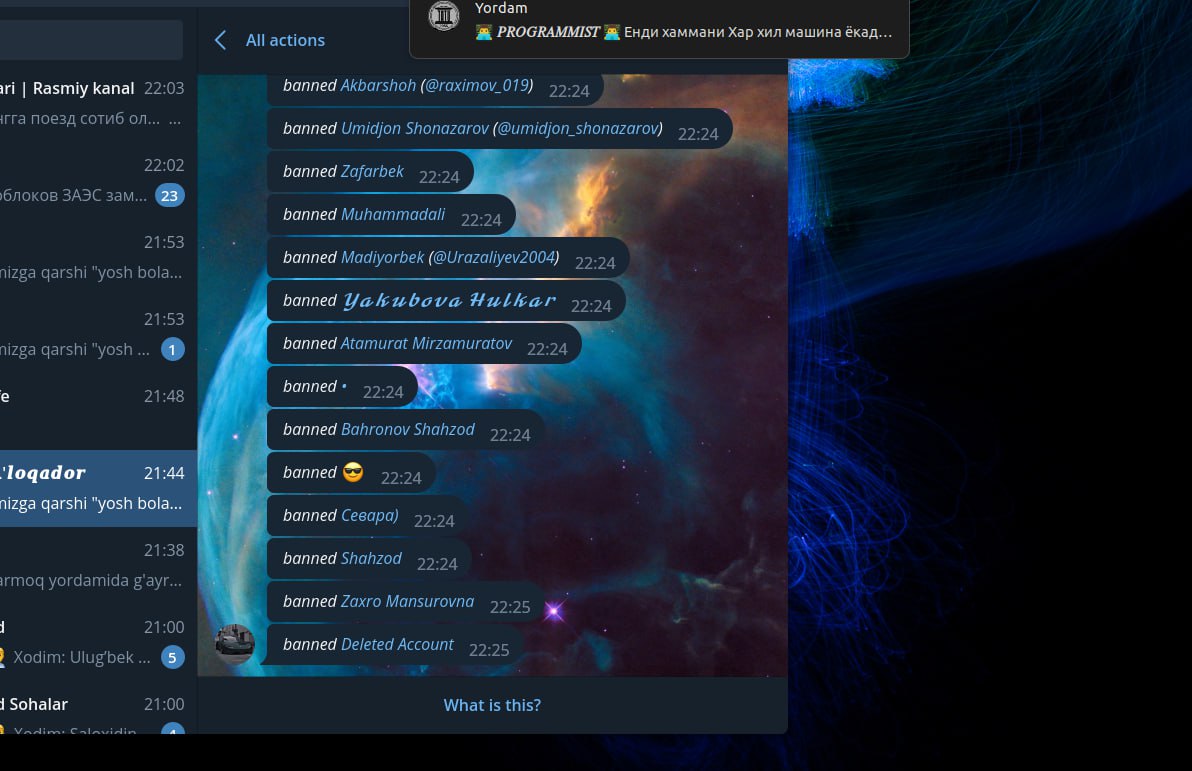 Yordam
👨‍💻 PROGRAMMIST 👨‍💻 Енди хаммани Хар хил машина ёкад…
All actions
ari | Rasmiy kanal 22:03
нгга поезд сотиб ол… …
22:02
облоков ЗАЭС зам… 23
21:53
mizga qarshi "yosh bola…
21:53
mizga qarshi "yosh … 1
fe 21:48
'loqador 21:44
mizga qarshi "yosh bola…
21:38
armoq yordamida g'ayr…
d 21:00
Xodim: Ulug'bek … 5
d Sohalar 21:00
Xodim: Saloxidin 4
banned Akbarshoh (@raximov_019) 22:24
banned Umidjon Shonazarov (@umidjon_shonazarov) 22:24
banned Zafarbek 22:24
banned Muhammadali 22:24
banned Madiyorbek (@Urazaliyev2004) 22:24
banned 𝓨𝓪𝓴𝓾𝓫𝓸𝓿𝓪 𝓗𝓾𝓵𝓴𝓪𝓻 22:24
banned Atamurat Mirzamuratov 22:24
banned • 22:24
banned Bahronov Shahzod 22:24
banned 😎 22:24
banned Севара) 22:24
banned Shahzod 22:24
banned Zaxro Mansurovna 22:25
banned Deleted Account 22:25
What is this?